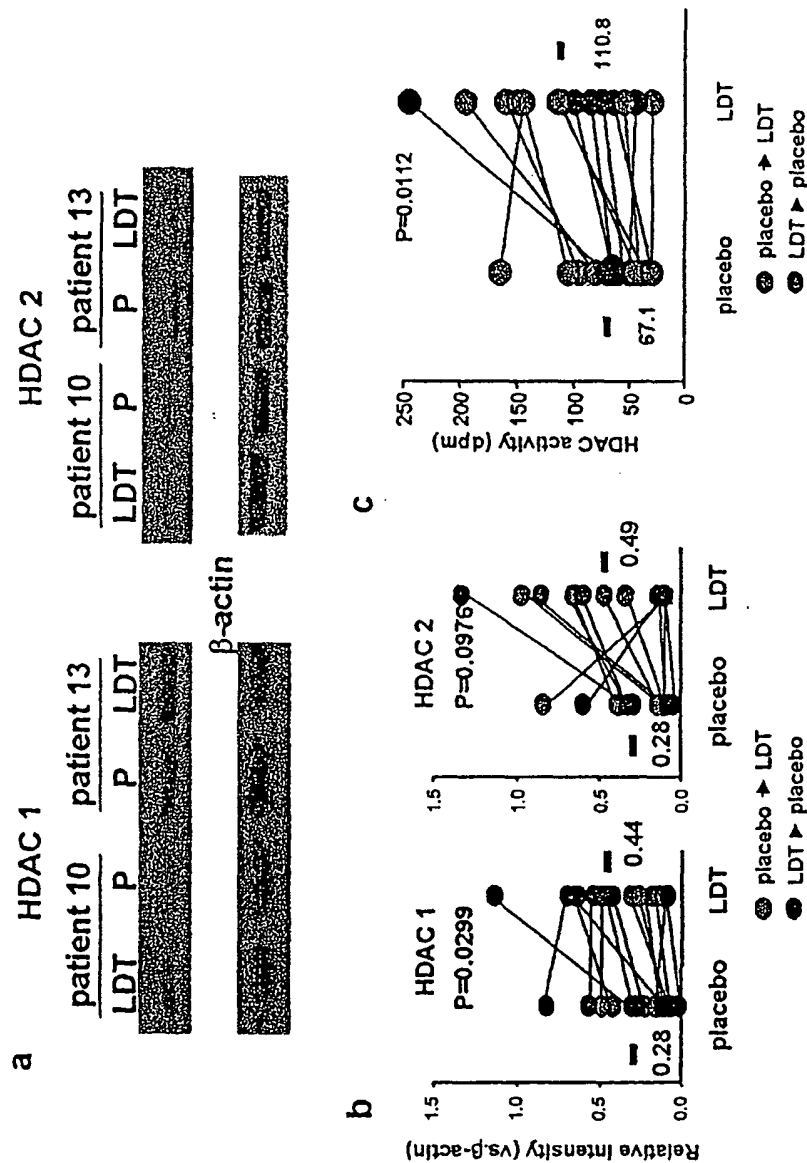 a
HDAC 1
patient 10 patient 13
LDT P P LDT
HDAC 2
patient 10 patient 13
LDT P P LDT
β-actin
b
HDAC 1
P=0.0299
Relative Intensity (vs.β-actin)
1.5
1.0
0.5
0.0
0.28
0.44
placebo LDT
HDAC 2
P=0.0976
1.5
1.0
0.5
0.0
0.28
0.49
placebo LDT
placebo ➔ LDT
LDT ➤ placebo
c
P=0.0112
HDAC activity (dpm)
250
200
150
100
50
0
67.1
110.8
placebo LDT
placebo ➔ LDT
LDT ➤ placebo